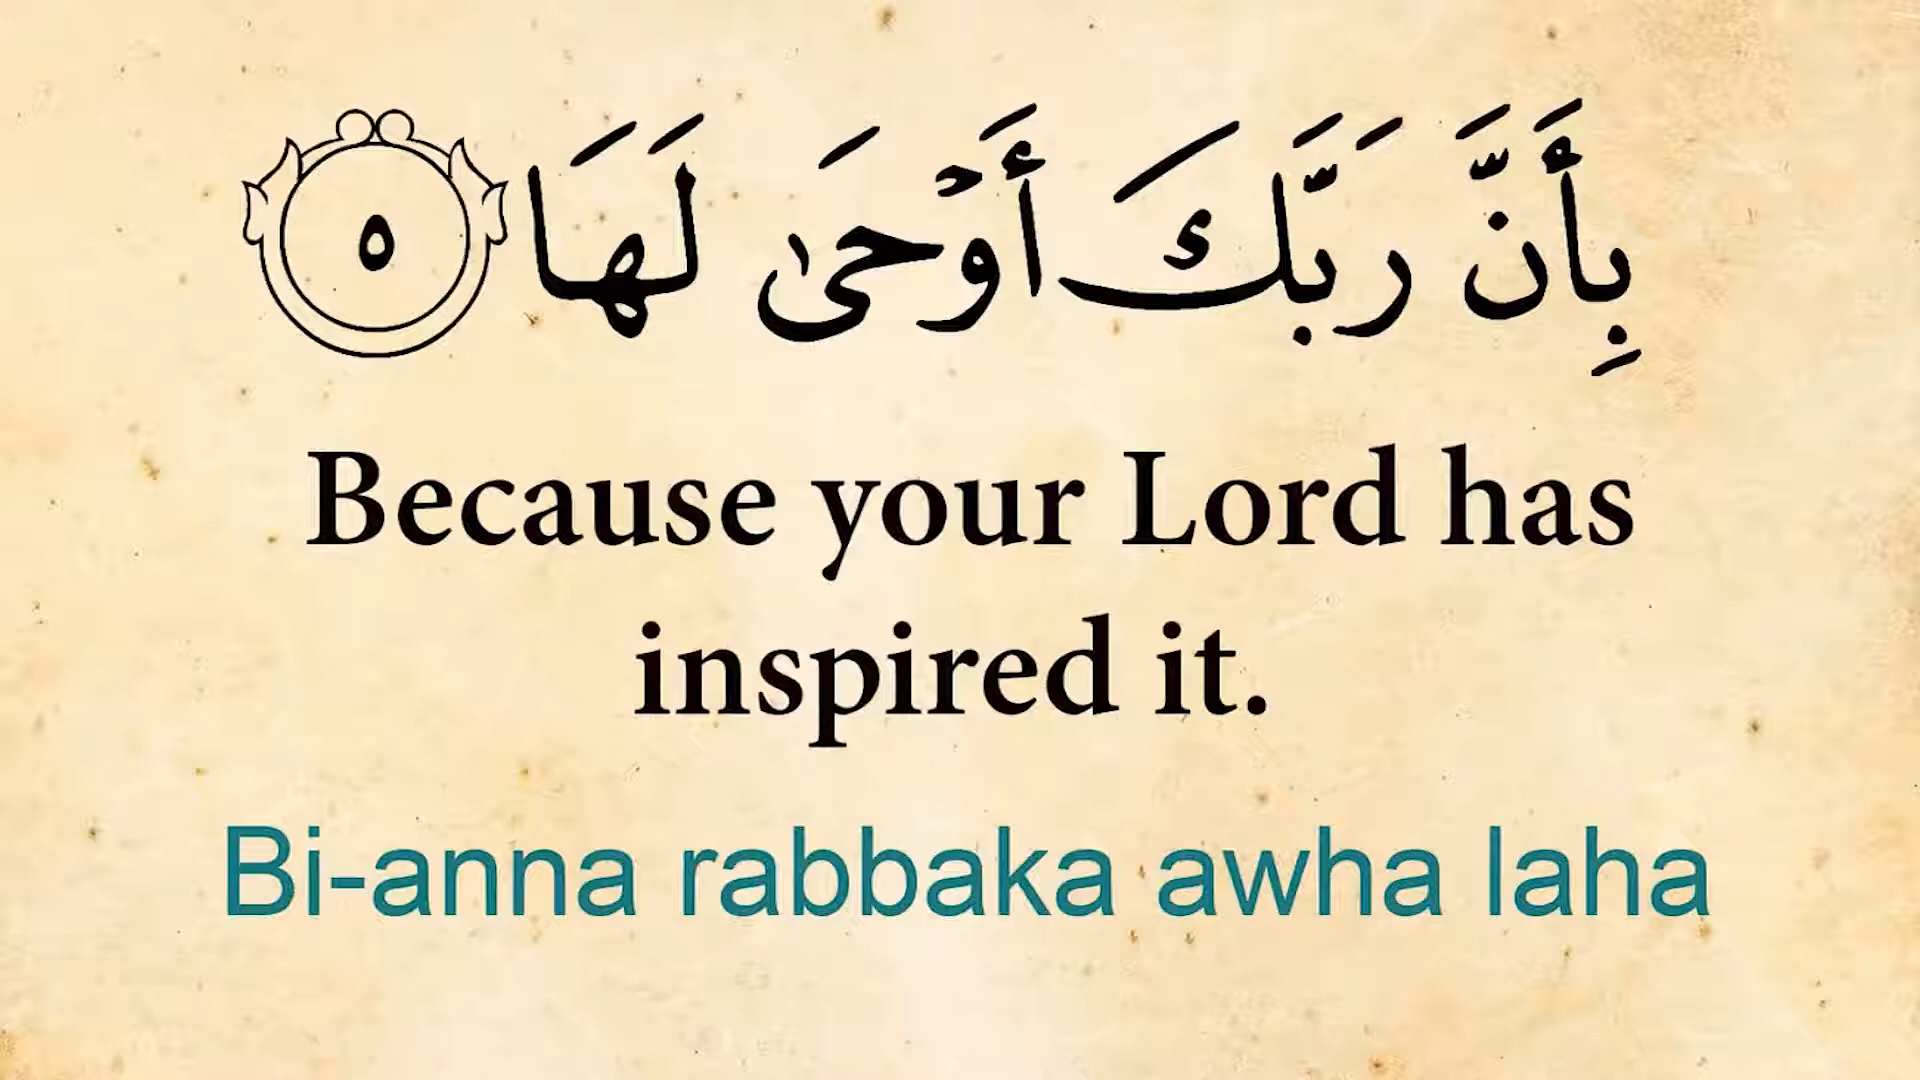 بِأَنَّ رَبَّكَ أَوۡحَىٰ لَهَا ٥
Because your Lord has
inspired it.
Bi-anna rabbaka awha laha